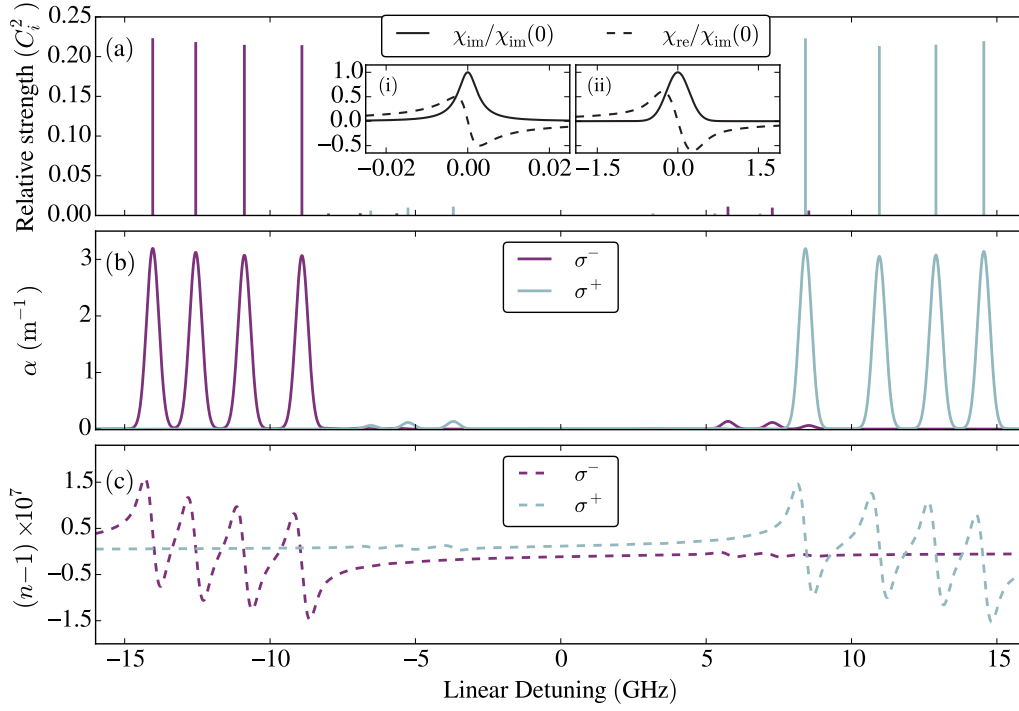 0.25
0.20
0.15
0.10
0.05
0.00
Relative strength (C_i^2)
(a)
χ_im/χ_im(0) χ_re/χ_im(0)
1.0
0.5
0.0
−0.5
(i)
−0.02 0.00 0.02
(ii)
−1.5 0.0 1.5
3
2
1
0
α (m^−1)
(b)
σ^−
σ^+
1.5
0.5
−0.5
−1.5
(n−1) ×10^7
(c)
σ^−
σ^+
−15 −10 −5 0 5 10 15
Linear Detuning (GHz)